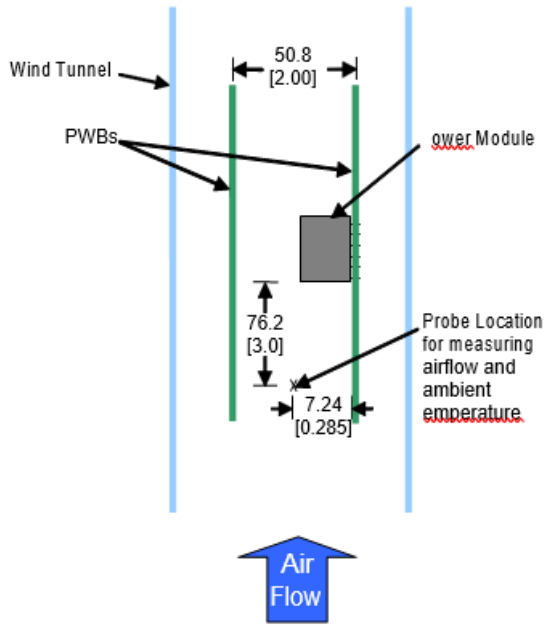 50.8
[2.00]
Wind Tunnel
PWBs
ower Module
76.2
[3.0]
Probe Location
for measuring
airflow and
ambient
emperature
7.24
[0.285]
Air
Flow